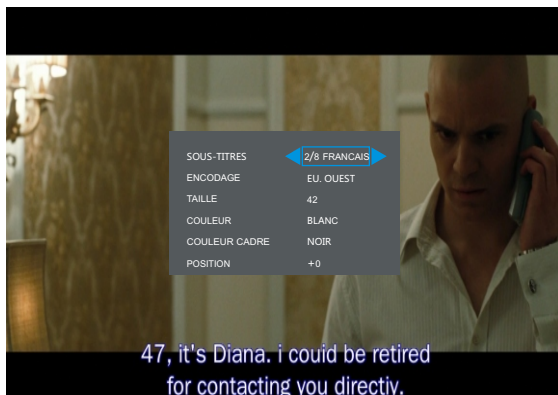 SOUS-TITRES 2/8 FRANCAIS
ENCODAGE EU. OUEST
TAILLE 42
COULEUR BLANC
COULEUR CADRE NOIR
POSITION +0
47, it's Diana. i couid be retired
for contacting you directiv.